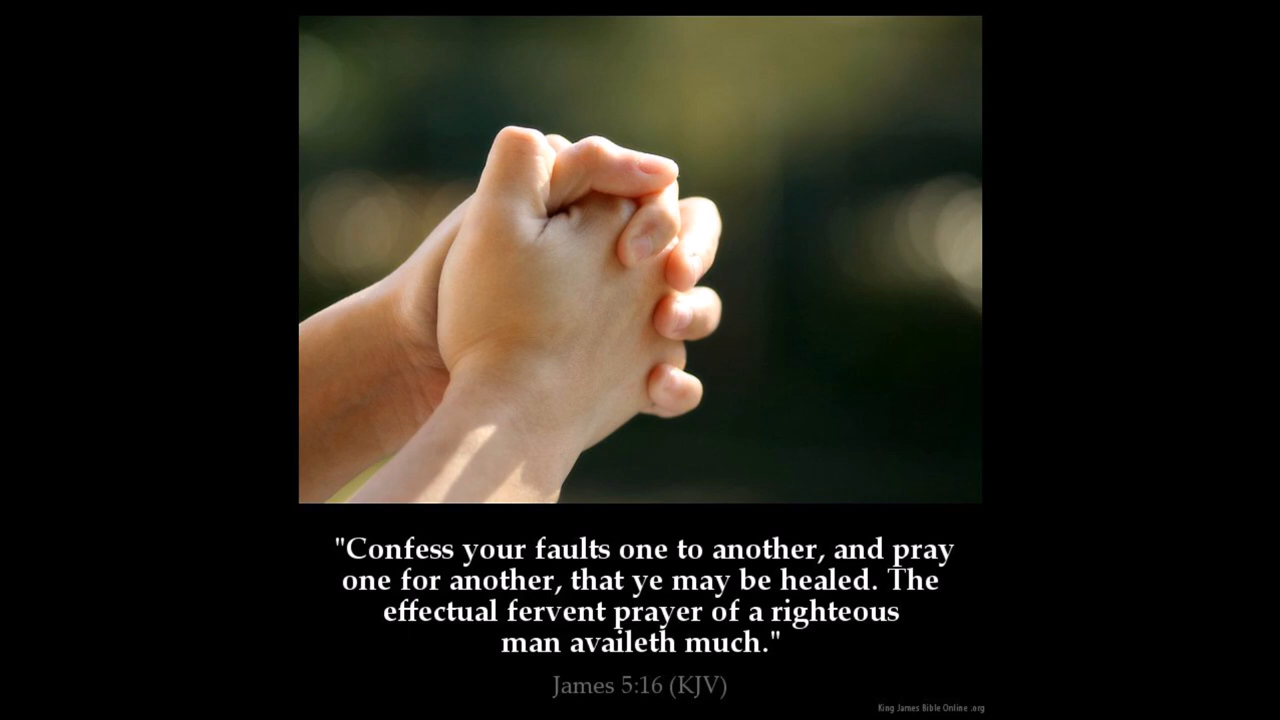 "Confess your faults one to another, and pray
one for another, that ye may be healed. The
effectual fervent prayer of a righteous
man availeth much."
James 5:16 (KJV)
King James Bible Online .org